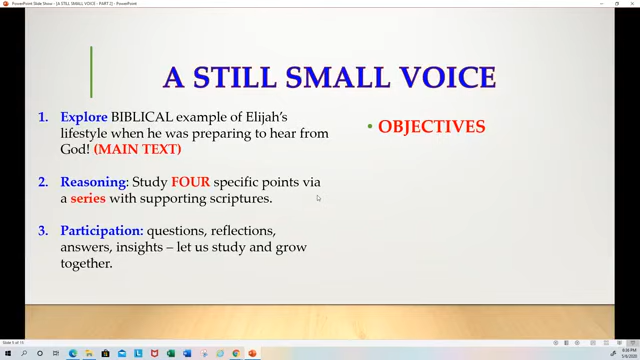 PowerPoint Slide Show - [A STILL SMALL VOICE - PART 2] - PowerPoint
A STILL SMALL VOICE
1. Explore BIBLICAL example of Elijah's
lifestyle when he was preparing to hear from
God! (MAIN TEXT)
2. Reasoning: Study FOUR specific points via
a series with supporting scriptures.
3. Participation: questions, reflections,
answers, insights – let us study and grow
together.
• OBJECTIVES